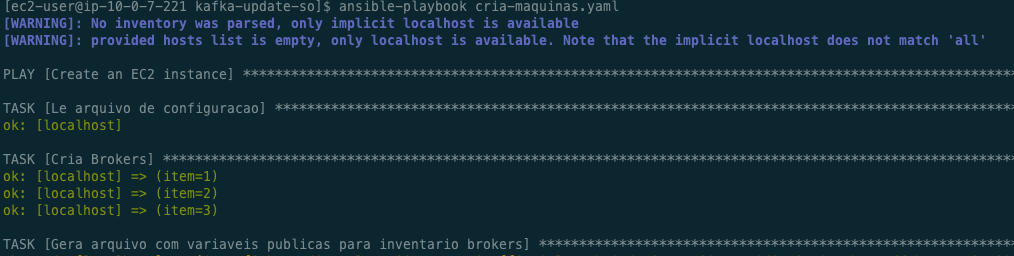 [ec2-user@ip-10-0-7-221 kafka-update-so]$ ansible-playbook cria-maquinas.yaml
[WARNING]: No inventory was parsed, only implicit localhost is available
[WARNING]: provided hosts list is empty, only localhost is available. Note that the implicit localhost does not match 'all'
PLAY [Create an EC2 instance] ************************************************************************************************
TASK [Le arquivo de configuracao] ********************************************************************************************
ok: [localhost]
TASK [Cria Brokers] **********************************************************************************************************
ok: [localhost] => (item=1)
ok: [localhost] => (item=2)
ok: [localhost] => (item=3)
TASK [Gera arquivo com variaveis publicas para inventario brokers] ***********************************************************